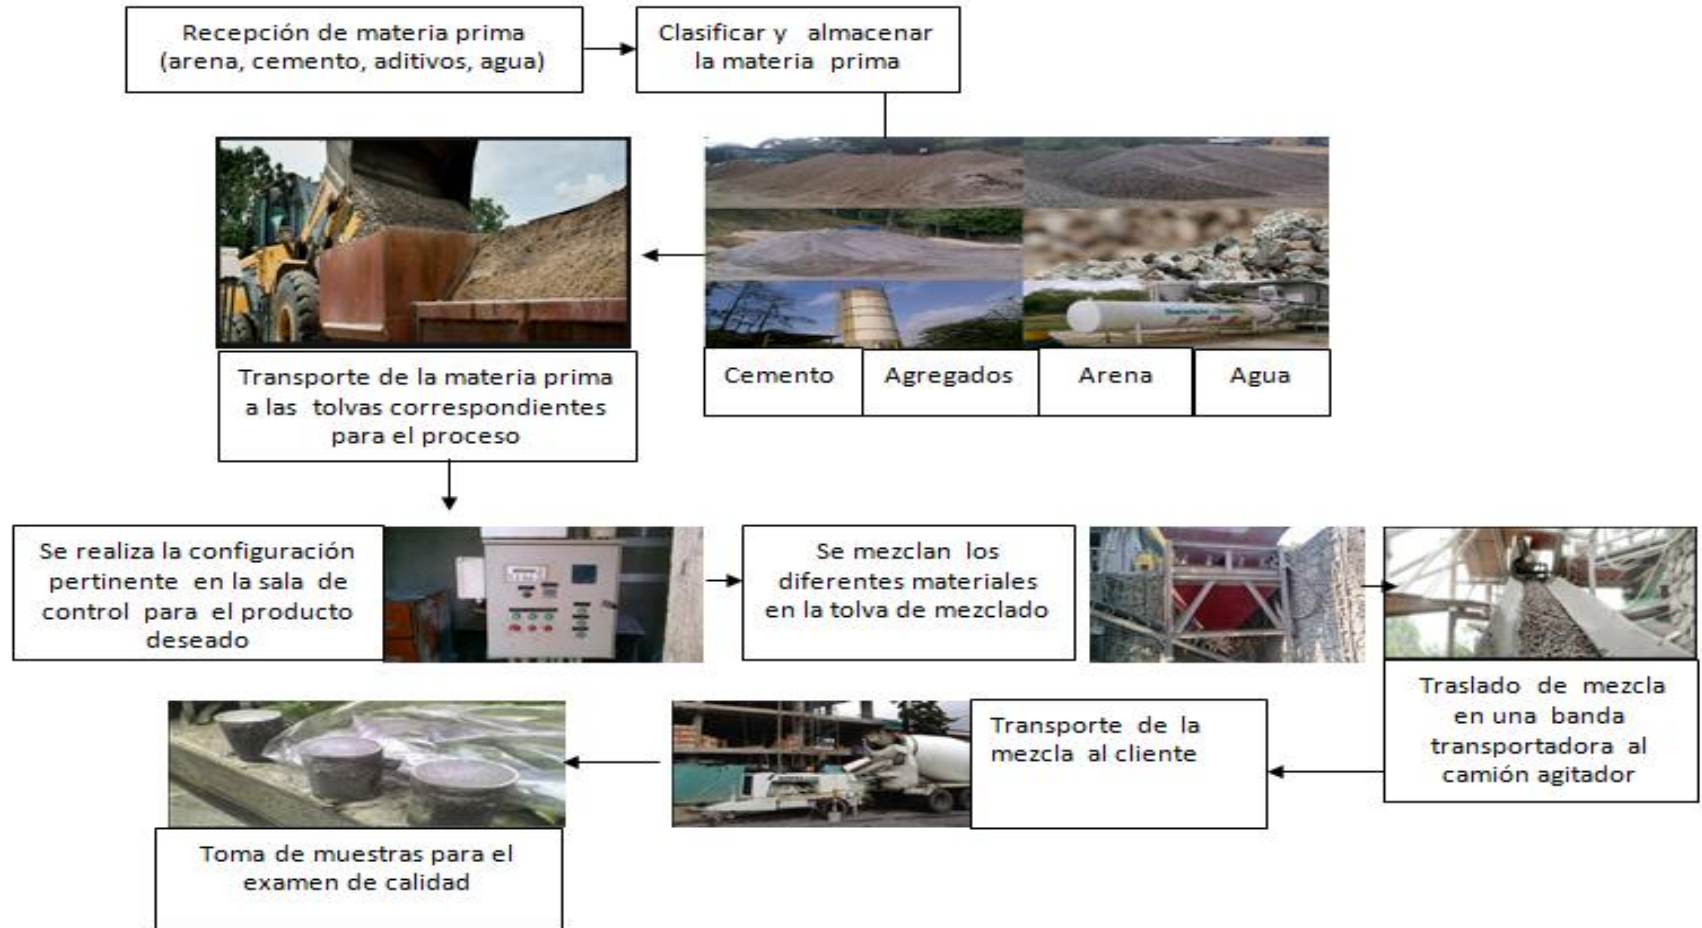 Recepción de materia prima
(arena, cemento, aditivos, agua)
Clasificar y almacenar
la materia prima
Cemento
Agregados
Arena
Agua
Transporte de la materia prima
a las tolvas correspondientes
para el proceso
Se realiza la configuración
pertinente en la sala de
control para el producto
deseado
Se mezclan los
diferentes materiales
en la tolva de mezclado
Traslado de mezcla
en una banda
transportadora al
camión agitador
Transporte de la
mezcla al cliente
Toma de muestras para el
examen de calidad